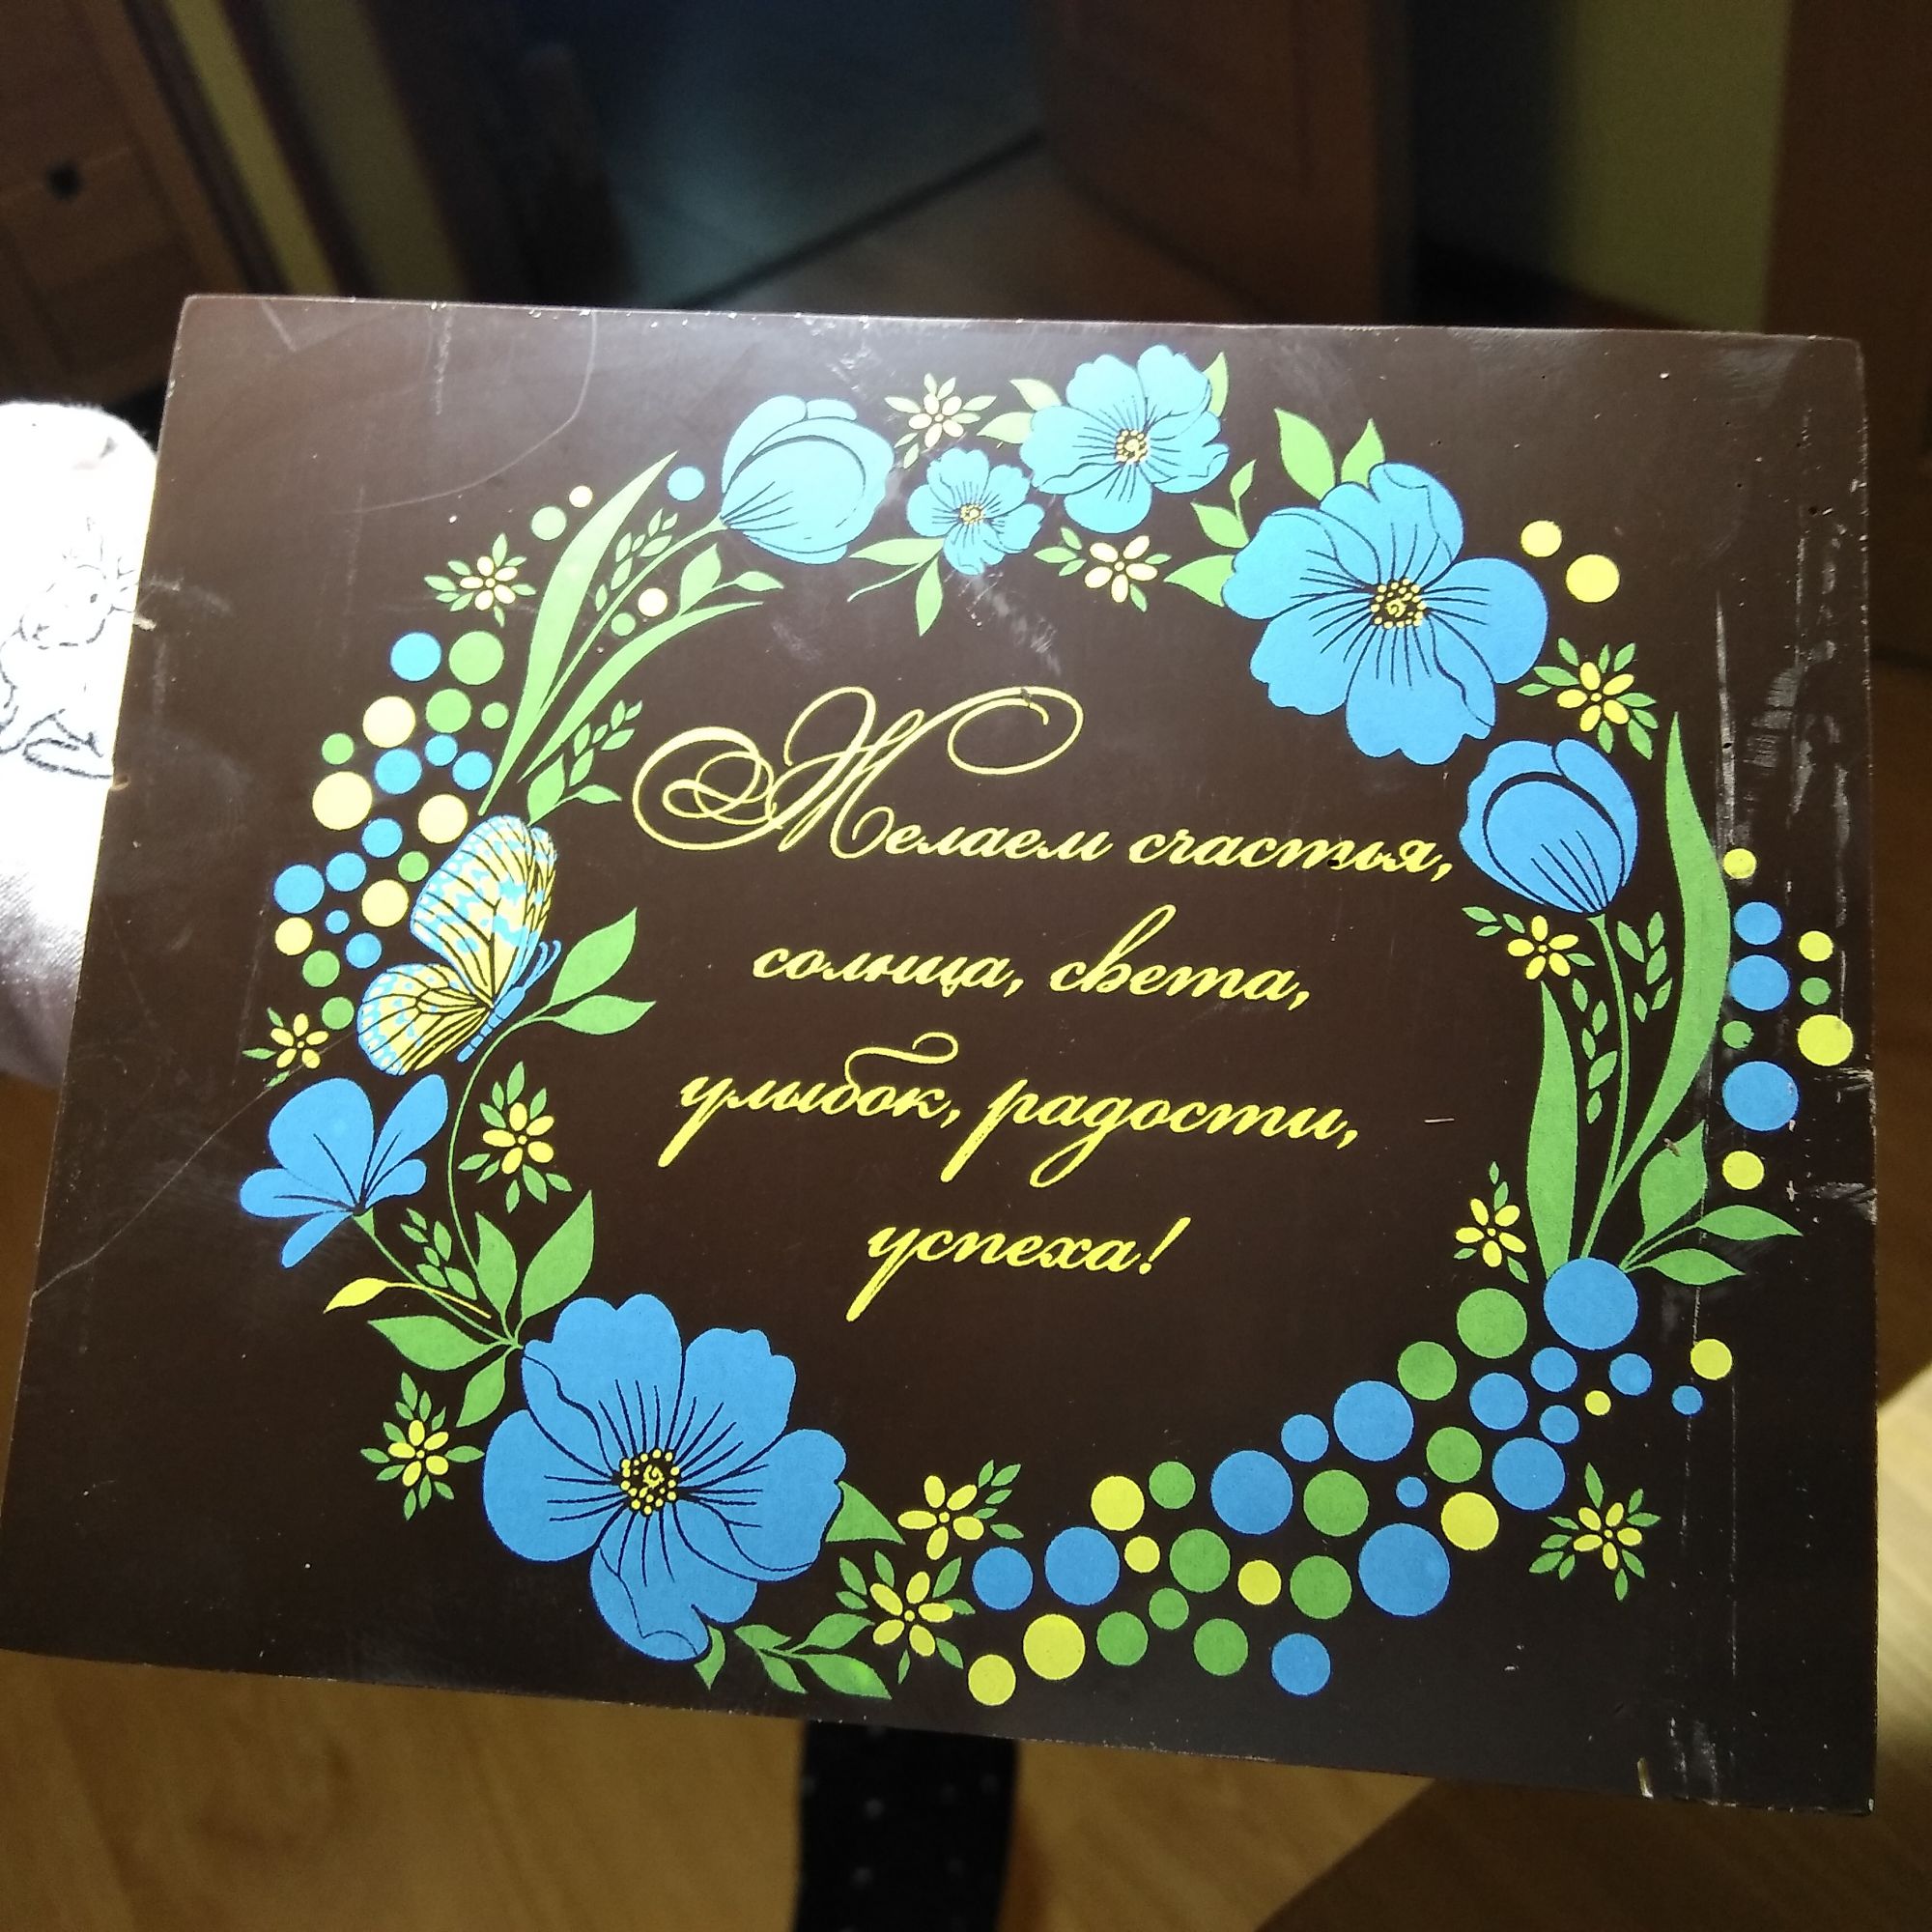 Желаем счастья,
солнца, света,
улыбок, радости,
успеха!